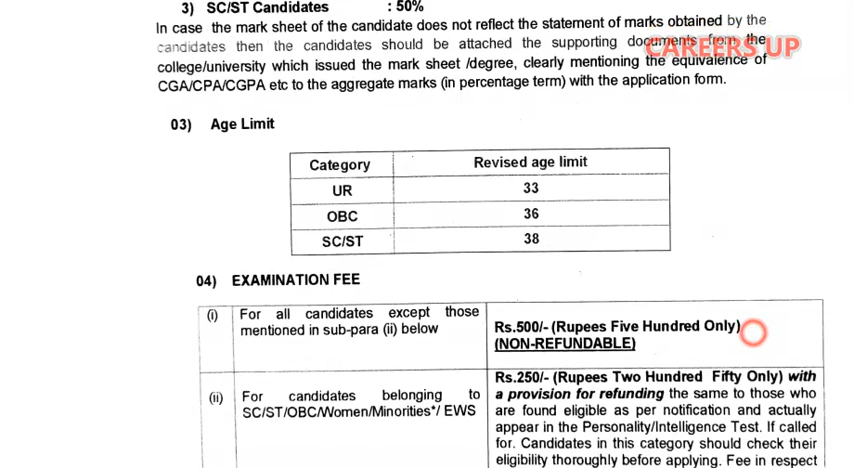 3) SC/ST Candidates : 50%
In case the mark sheet of the candidate does not reflect the statement of marks obtained by the
candidates then the candidates should be attached the supporting documents from the
CAREERS UP
college/university which issued the mark sheet /degree, clearly mentioning the equivalence of
CGA/CPA/CGPA etc to the aggregate marks (in percentage term) with the application form.
03) Age Limit
Category Revised age limit
UR 33
OBC 36
SC/ST 38
04) EXAMINATION FEE
(i) For all candidates except those
mentioned in sub-para (ii) below
Rs.500/- (Rupees Five Hundred Only)
(NON-REFUNDABLE)
(ii) For candidates belonging to
SC/ST/OBC/Women/Minorities*/ EWS
Rs.250/- (Rupees Two Hundred Fifty Only) with
a provision for refunding the same to those who
are found eligible as per notification and actually
appear in the Personality/Intelligence Test. If called
for. Candidates in this category should check their
eligibility thoroughly before applying. Fee in respect